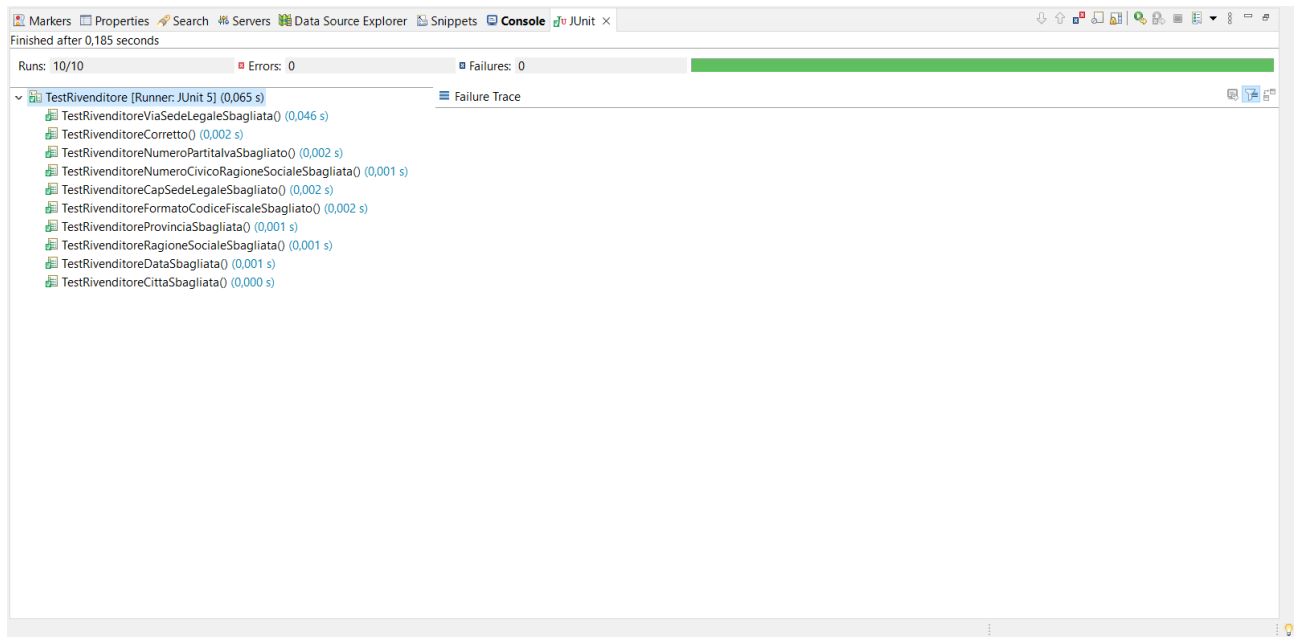 Markers Properties Search Servers Data Source Explorer Snippets Console JUnit
Finished after 0,185 seconds
Runs: 10/10 Errors: 0 Failures: 0
TestRivenditore [Runner: JUnit 5] (0,065 s)
Failure Trace
TestRivenditoreViaSedeLegaleSbagliata() (0,046 s)
TestRivenditoreCorretto() (0,002 s)
TestRivenditoreNumeroPartitaIvaSbagliato() (0,002 s)
TestRivenditoreNumeroCivicoRagioneSocialeSbagliata() (0,001 s)
TestRivenditoreCapSedeLegaleSbagliato() (0,002 s)
TestRivenditoreFormatoCodiceFiscaleSbagliato() (0,002 s)
TestRivenditoreProvinciaSbagliata() (0,001 s)
TestRivenditoreRagioneSocialeSbagliata() (0,001 s)
TestRivenditoreDataSbagliata() (0,001 s)
TestRivenditoreCittaSbagliata() (0,000 s)